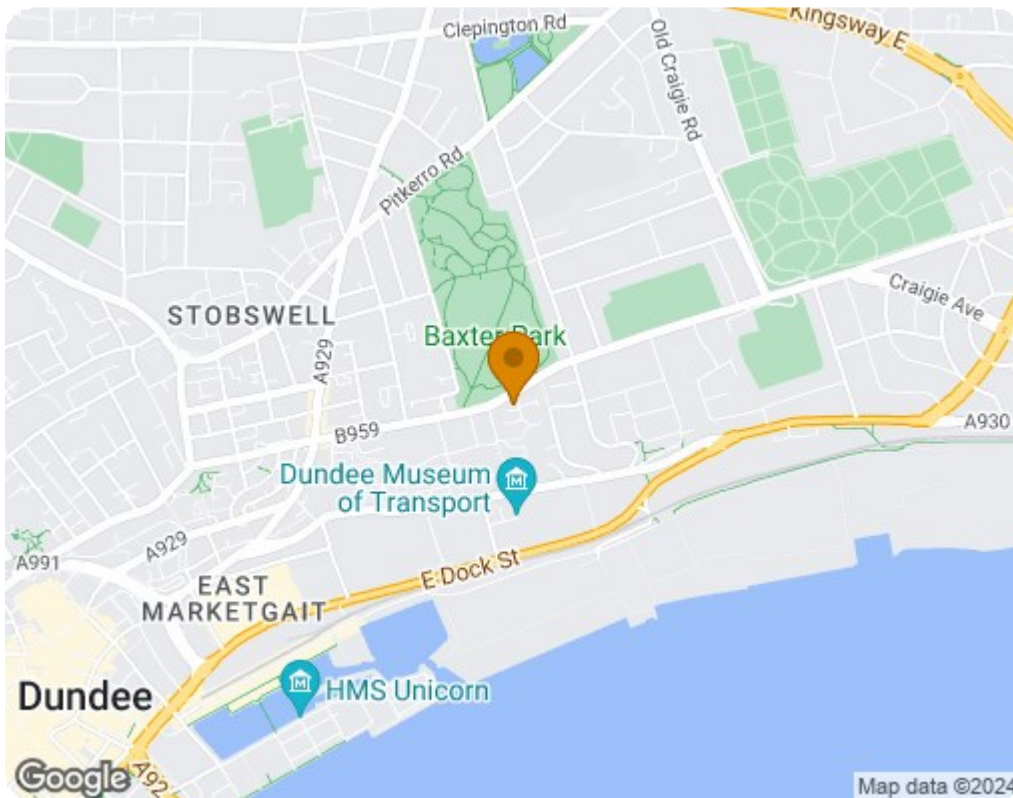 Clepington Rd
Kingsway E
Old Craigie Rd
Pitkerro Rd
STOBSWELL
A929
Baxter Park
Craigie Ave
B959
A930
Dundee Museum
of Transport
A929
A991
E Dock St
EAST
MARKETGAIT
HMS Unicorn
Dundee
A92
Google
Map data ©2024